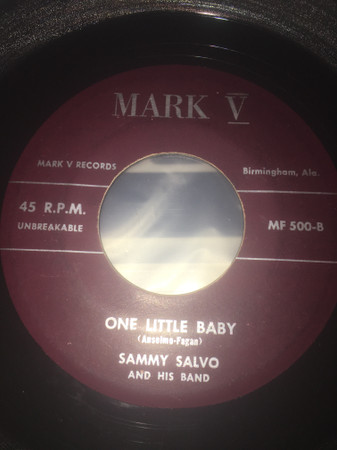 MARK V
MARK V RECORDS
Birmingham, Ala.
45 R.P.M.
UNBREAKABLE
MF 500-B
ONE LITTLE BABY
(Anselmo-Fagan)
SAMMY SALVO
AND HIS BAND